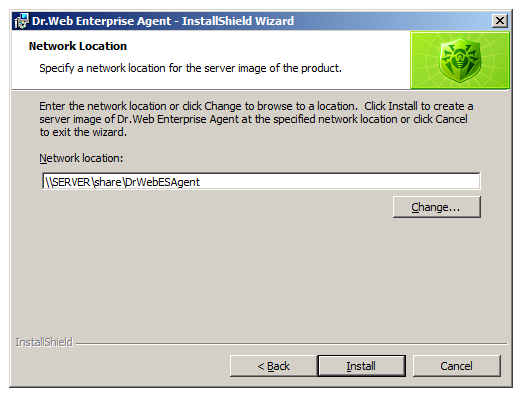 Dr.Web Enterprise Agent - InstallShield Wizard
Network Location
Specify a network location for the server image of the product.
Enter the network location or click Change to browse to a location.  Click Install to create a
server image of Dr.Web Enterprise Agent at the specified network location or click Cancel
to exit the wizard.
Network location:
\\SERVER\share\DrWebESAgent
Change...
InstallShield
< Back
Install
Cancel